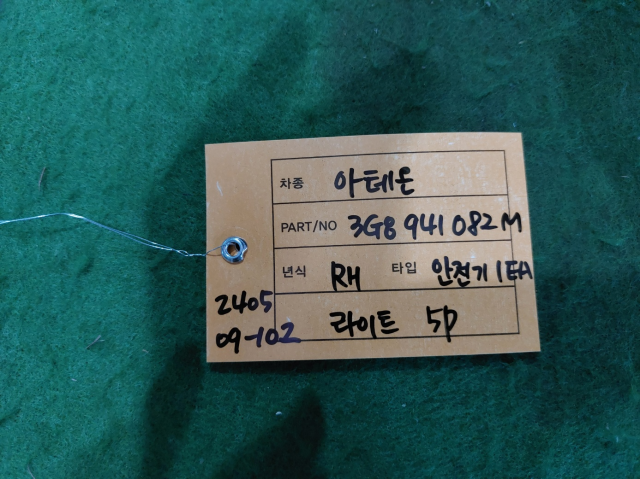 차종 아테온
PART/NO 3G8 941 082 M
년식 RH 타입 안전기 1EA
라이트 5P
2405
09-102